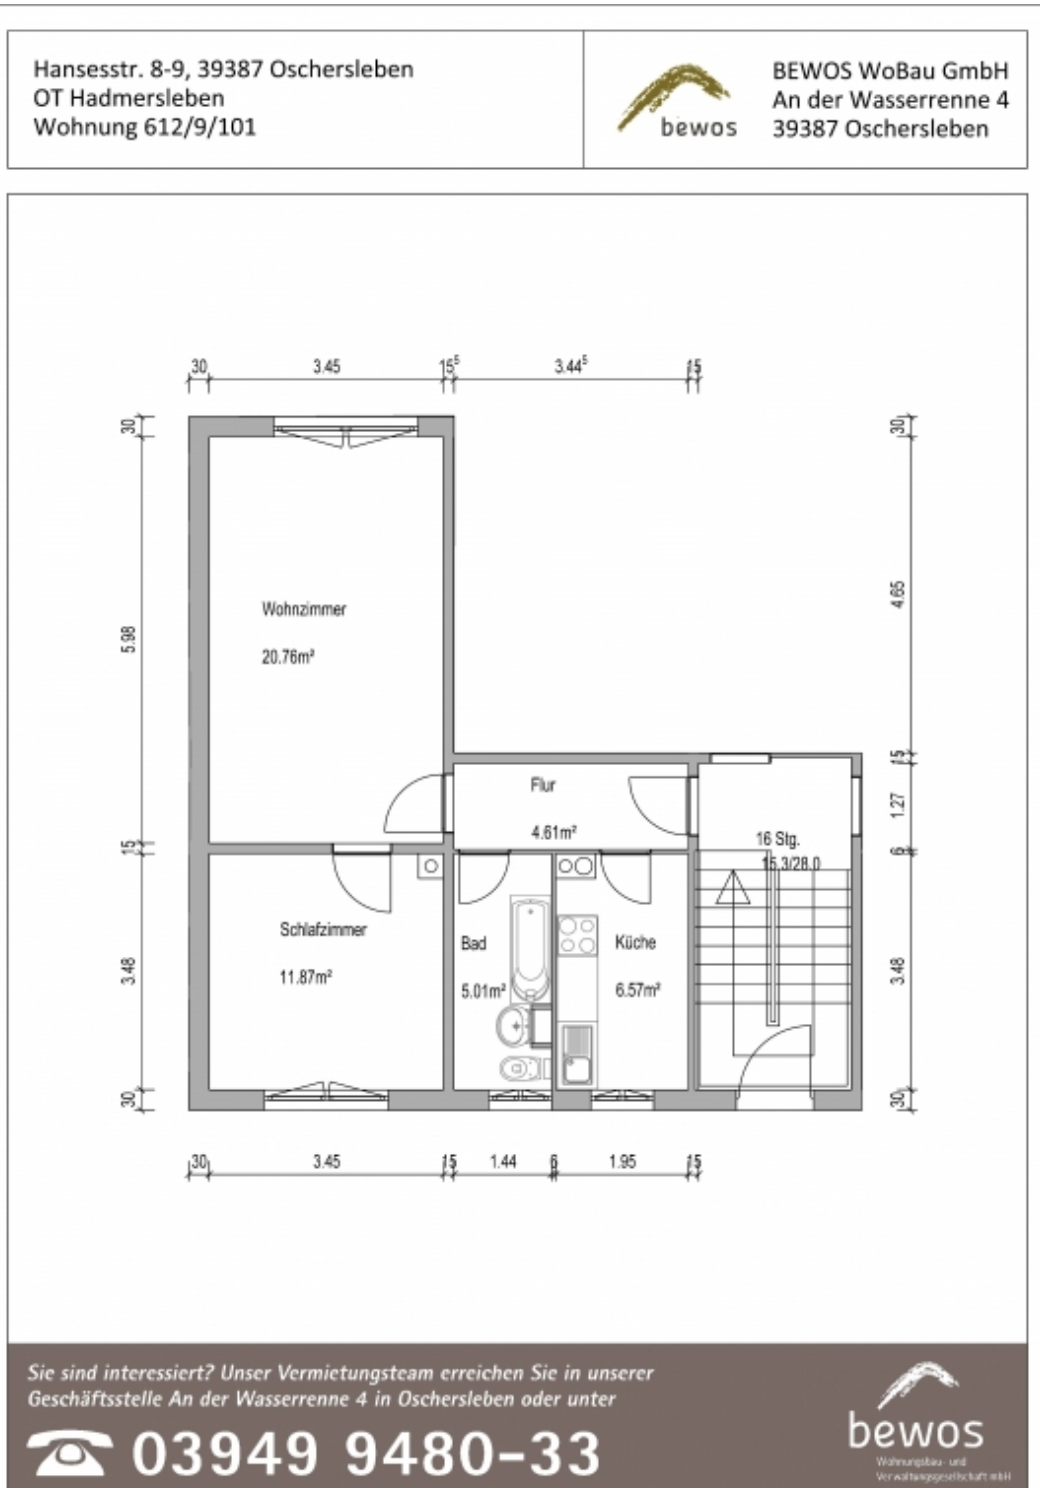 Hansesstr. 8-9, 39387 Oschersleben
OT Hadmersleben
Wohnung 612/9/101
bewos
BEWOS WoBau GmbH
An der Wasserrenne 4
39387 Oschersleben
30 3.45 15⁵ 3.44⁵ 15
30
5.98
15
3.48
30
30
4.65
15
1.27
6
3.48
30
Wohnzimmer
20.76m²
Flur
4.61m²
16 Stg.
15,3/28,0
Schlafzimmer
11.87m²
Bad
5.01m²
Küche
6.57m²
30 3.45 15 1.44 6 1.95 15
Sie sind interessiert? Unser Vermietungsteam erreichen Sie in unserer
Geschäftsstelle An der Wasserrenne 4 in Oschersleben oder unter
03949 9480-33
bewos
Wohnungsbau- und
Verwaltungsgesellschaft mbH